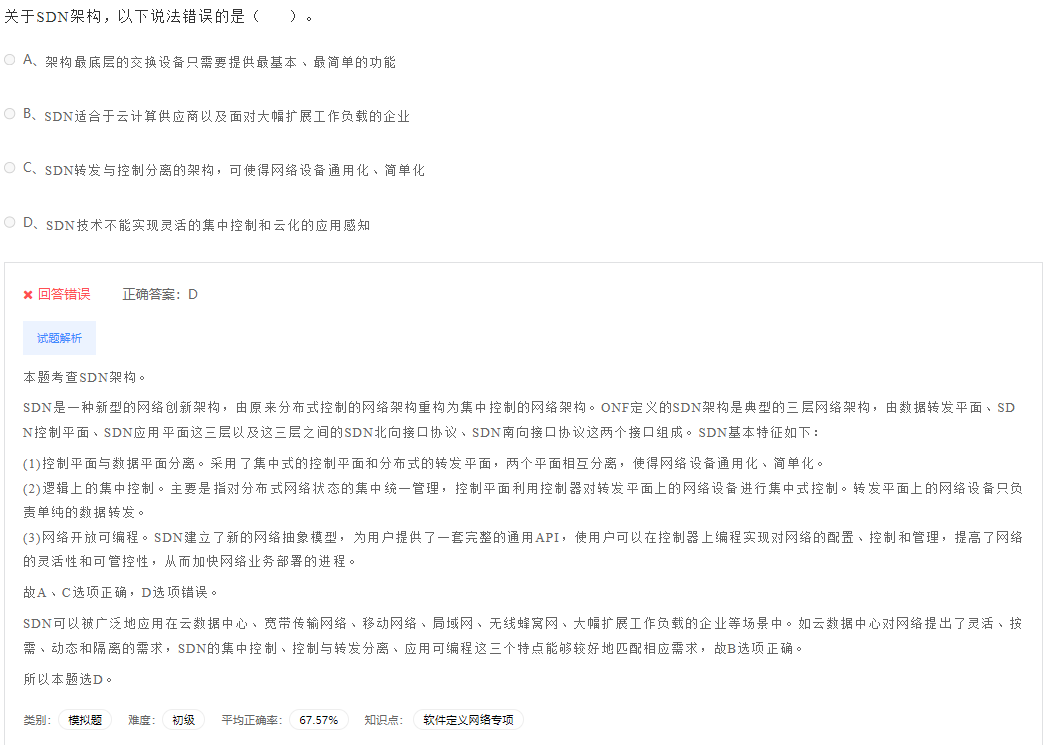 关于SDN架构，以下说法错误的是（　　）。
A、架构最底层的交换设备只需要提供最基本、最简单的功能
B、SDN适合于云计算供应商以及面对大幅扩展工作负载的企业
C、SDN转发与控制分离的架构，可使得网络设备通用化、简单化
D、SDN技术不能实现灵活的集中控制和云化的应用感知
回答错误 正确答案：D
试题解析
本题考查SDN架构。
SDN是一种新型的网络创新架构，由原来分布式控制的网络架构重构为集中控制的网络架构。ONF定义的SDN架构是典型的三层网络架构，由数据转发平面、SD
N控制平面、SDN应用平面这三层以及这三层之间的SDN北向接口协议、SDN南向接口协议这两个接口组成。SDN基本特征如下：
(1)控制平面与数据平面分离。采用了集中式的控制平面和分布式的转发平面，两个平面相互分离，使得网络设备通用化、简单化。
(2)逻辑上的集中控制。主要是指对分布式网络状态的集中统一管理，控制平面利用控制器对转发平面上的网络设备进行集中式控制。转发平面上的网络设备只负
责单纯的数据转发。
(3)网络开放可编程。SDN建立了新的网络抽象模型，为用户提供了一套完整的通用API，使用户可以在控制器上编程实现对网络的配置、控制和管理，提高了网络
的灵活性和可管控性，从而加快网络业务部署的进程。
故A、C选项正确，D选项错误。
SDN可以被广泛地应用在云数据中心、宽带传输网络、移动网络、局域网、无线蜂窝网、大幅扩展工作负载的企业等场景中。如云数据中心对网络提出了灵活、按
需、动态和隔离的需求，SDN的集中控制、控制与转发分离、应用可编程这三个特点能够较好地匹配相应需求，故B选项正确。
所以本题选D。
类别： 模拟题 难度： 初级 平均正确率： 67.57% 知识点： 软件定义网络专项